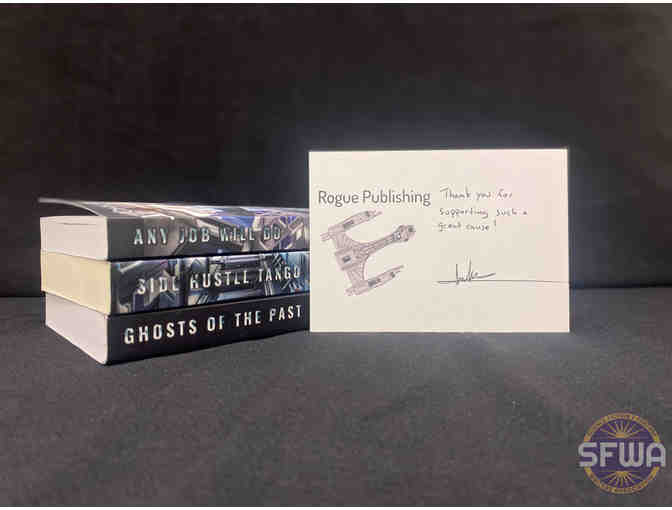 ANY JOB WILL DO
SIDE HUSTLE TANGO
GHOSTS OF THE PAST
Rogue Publishing
Thank you for
supporting such a
great cause!
SFWA